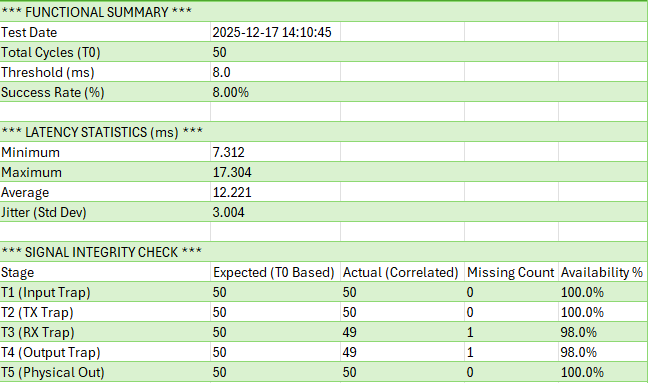 *** FUNCTIONAL SUMMARY ***
Test Date 2025-12-17 14:10:45
Total Cycles (T0) 50
Threshold (ms) 8.0
Success Rate (%) 8.00%
*** LATENCY STATISTICS (ms) ***
Minimum 7.312
Maximum 17.304
Average 12.221
Jitter (Std Dev) 3.004
*** SIGNAL INTEGRITY CHECK ***
Stage Expected (T0 Based) Actual (Correlated) Missing Count Availability %
T1 (Input Trap) 50 50 0 100.0%
T2 (TX Trap) 50 50 0 100.0%
T3 (RX Trap) 50 49 1 98.0%
T4 (Output Trap) 50 49 1 98.0%
T5 (Physical Out) 50 50 0 100.0%